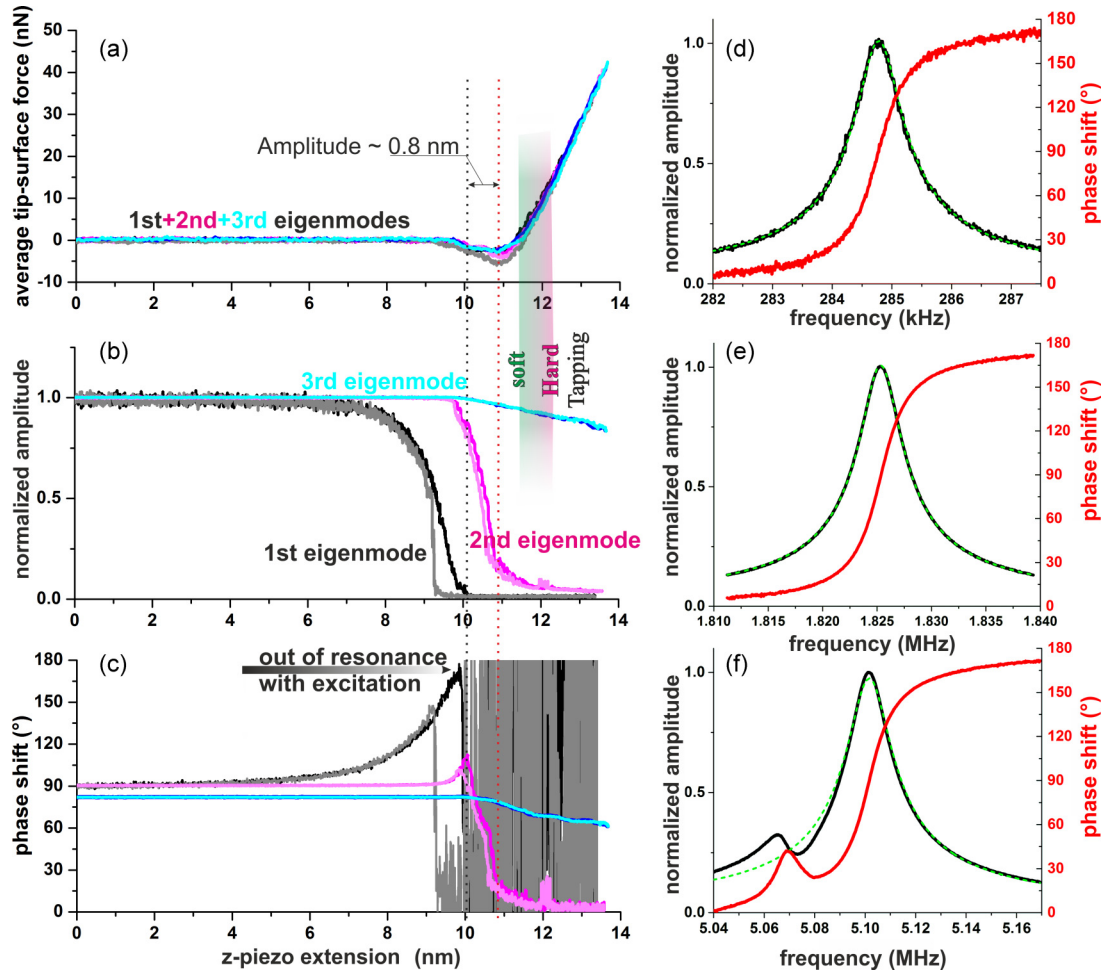 (a)
average tip-surface force (nN)
50
40
30
20
10
0
-10
Amplitude ~ 0.8 nm
1st+2nd+3rd eigenmodes
0 2 4 6 8 10 12 14
(b)
normalized amplitude
1.0
0.5
0.0
3rd eigenmode
1st eigenmode
2nd eigenmode
soft
Hard
Tapping
0 2 4 6 8 10 12 14
(c)
phase shift (°)
180
150
120
90
60
30
0
out of resonance
with excitation
0 2 4 6 8 10 12 14
z-piezo extension (nm)
(d)
normalized amplitude
1.0
0.5
0.0
phase shift (°)
180
150
120
90
60
30
0
282 283 284 285 286 287
frequency (kHz)
(e)
normalized amplitude
1.0
0.5
0.0
phase shift (°)
180
150
120
90
60
30
0
1.810 1.815 1.820 1.825 1.830 1.835 1.840
frequency (MHz)
(f)
normalized amplitude
1.0
0.5
0.0
phase shift (°)
180
150
120
90
60
30
0
5.04 5.06 5.10 5.12 5.14 5.16
5.08
frequency (MHz)